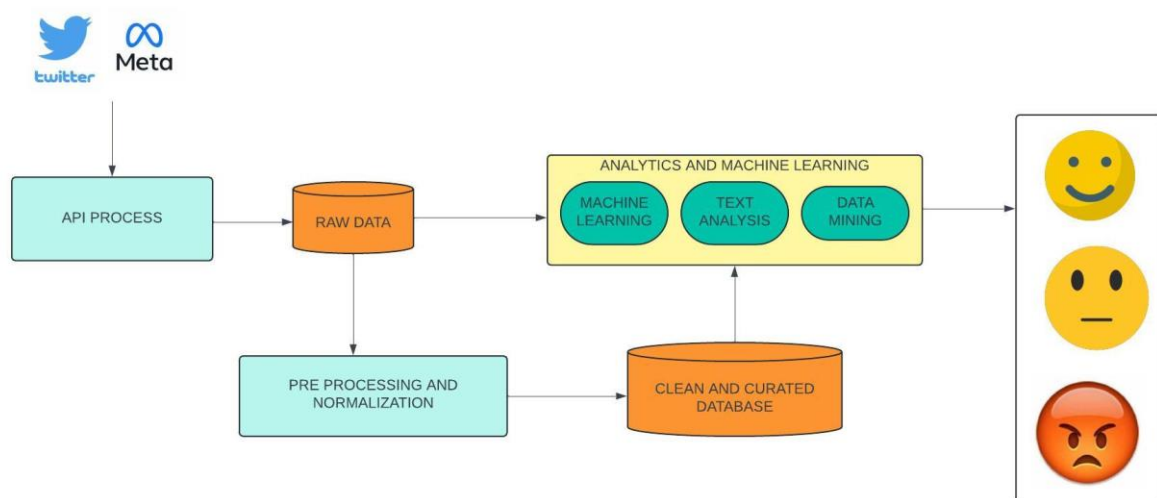 twitter
Meta
API PROCESS
RAW DATA
ANALYTICS AND MACHINE LEARNING
MACHINE
LEARNING
TEXT
ANALYSIS
DATA
MINING
PRE PROCESSING AND
NORMALIZATION
CLEAN AND CURATED
DATABASE